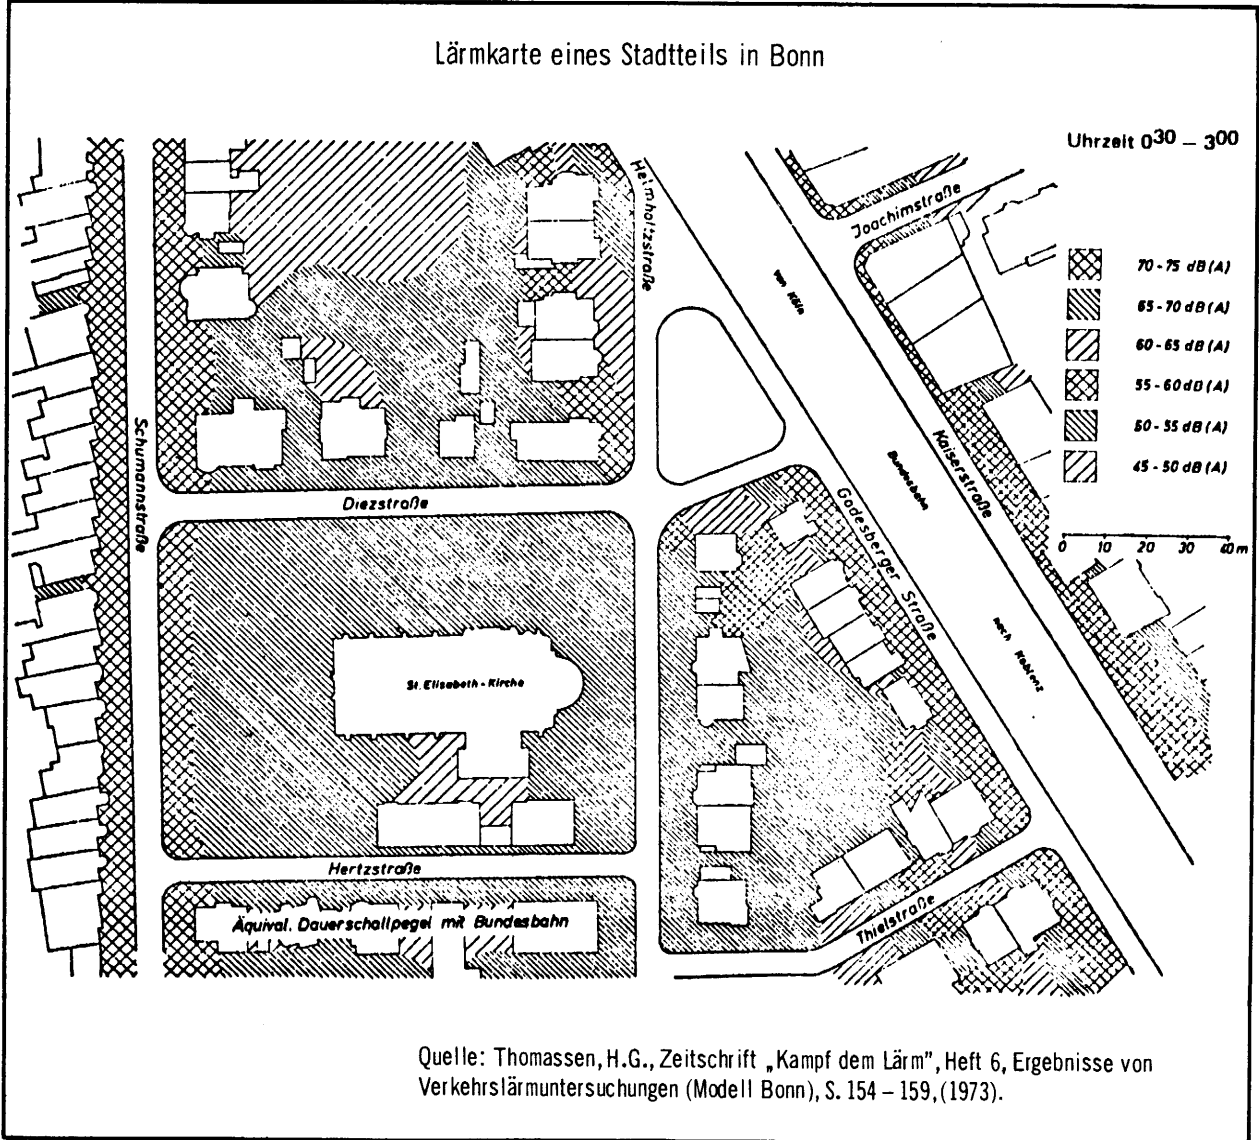 Lärmkarte eines Stadtteils in Bonn
Uhrzeit 0³⁰ – 3⁰⁰
Helmholtzstraße
Joachimstraße
von Köln
70 - 75 dB (A)
65 - 70 dB (A)
60 - 65 dB (A)
55 - 60 dB (A)
50 - 55 dB (A)
45 - 50 dB (A)
Schumannstraße
Kaiserstraße
Bundesbahn
Diezstraße
Godesberger Straße
0 10 20 30 40 m
nach Koblenz
St. Elisabeth - Kirche
Hertzstraße
Äquival. Dauerschallpegel mit Bundesbahn
Thielstraße
Quelle: Thomassen, H.G., Zeitschrift „Kampf dem Lärm", Heft 6, Ergebnisse von
Verkehrslärmuntersuchungen (Modell Bonn), S. 154 – 159, (1973).